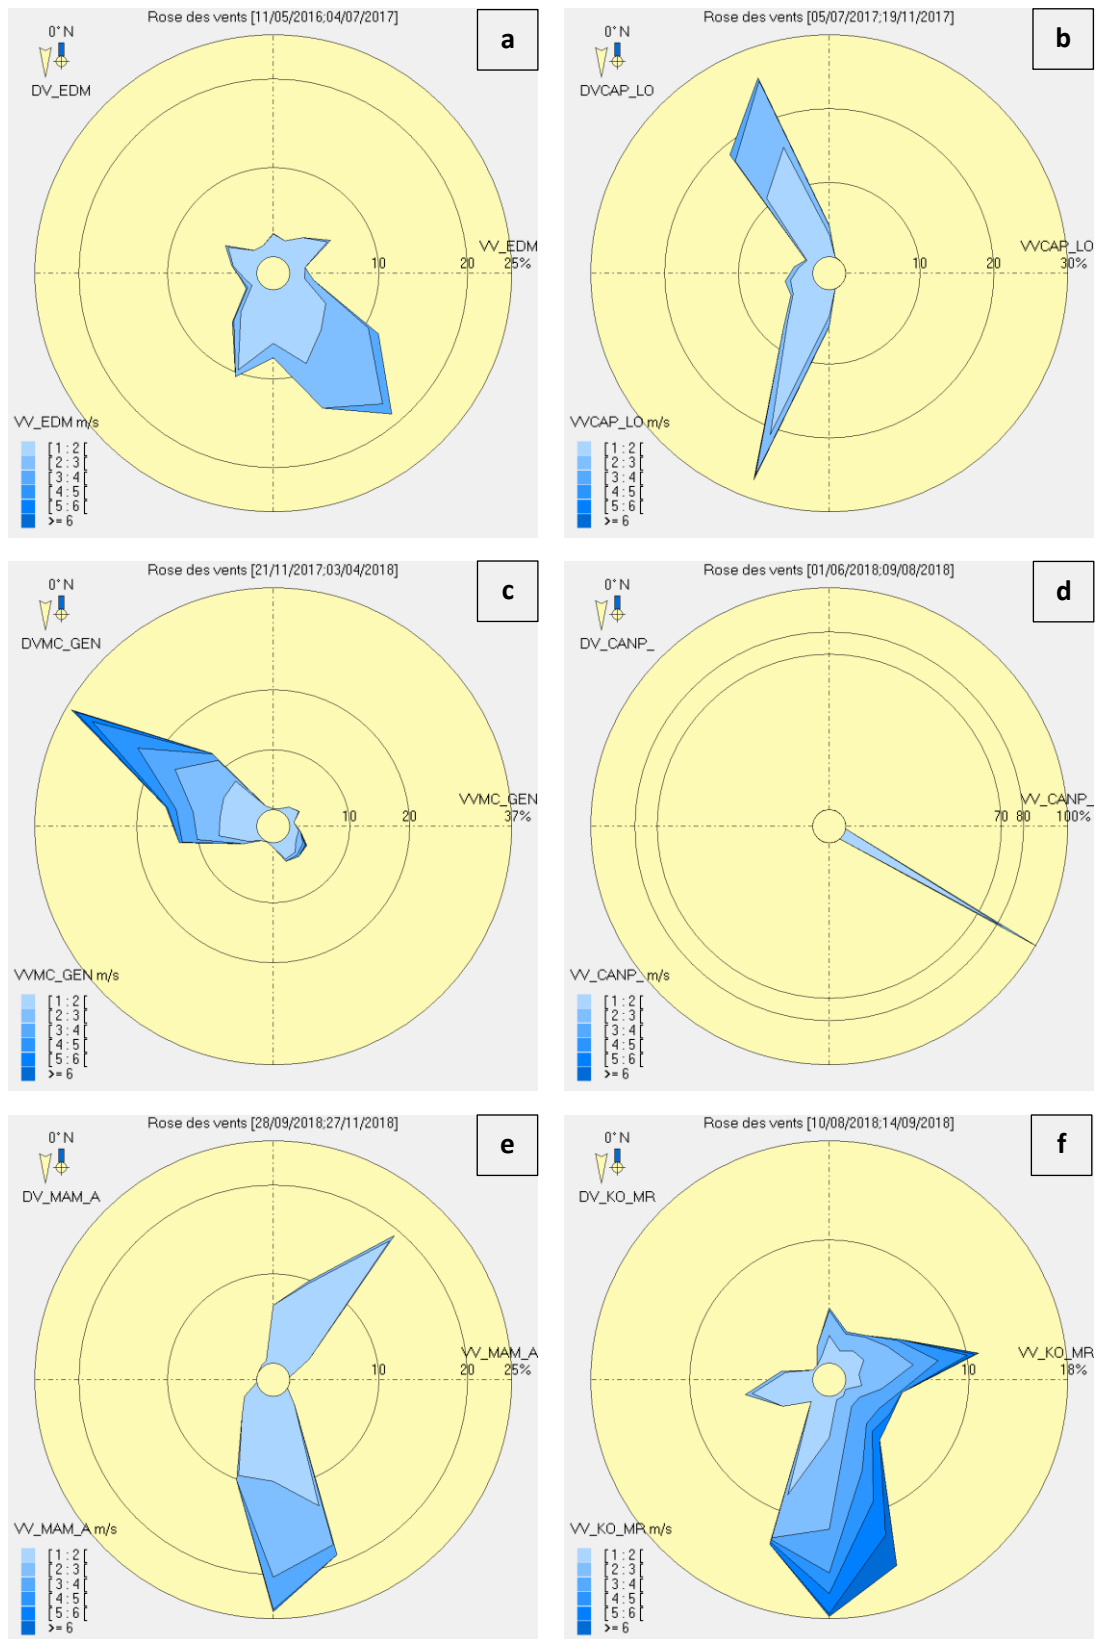 Rose des vents [11/05/2016;04/07/2017]
a
0° N
DV_EDM
VV_EDM
10 20 25%
VV_EDM m/s
[ 1 : 2 [
[ 2 : 3 [
[ 3 : 4 [
[ 4 : 5 [
[ 5 : 6 [
>= 6
Rose des vents [05/07/2017;19/11/2017]
b
0° N
DVCAP_LO
VVCAP_LO
10 20 30%
VVCAP_LO m/s
[ 1 : 2 [
[ 2 : 3 [
[ 3 : 4 [
[ 4 : 5 [
[ 5 : 6 [
>= 6
Rose des vents [21/11/2017;03/04/2018]
c
0° N
DVMC_GEN
VVMC_GEN
10 20 37%
VVMC_GEN m/s
[ 1 : 2 [
[ 2 : 3 [
[ 3 : 4 [
[ 4 : 5 [
[ 5 : 6 [
>= 6
Rose des vents [01/06/2018;09/08/2018]
d
0° N
DV_CANP_
VV_CANP_
70 80 100%
VV_CANP_ m/s
[ 1 : 2 [
[ 2 : 3 [
[ 3 : 4 [
[ 4 : 5 [
[ 5 : 6 [
>= 6
Rose des vents [28/09/2018;27/11/2018]
e
0° N
DV_MAM_A
VV_MAM_A
10 20 25%
VV_MAM_A m/s
[ 1 : 2 [
[ 2 : 3 [
[ 3 : 4 [
[ 4 : 5 [
[ 5 : 6 [
>= 6
Rose des vents [10/08/2018;14/09/2018]
f
0° N
DV_KO_MR
VV_KO_MR
10 18%
VV_KO_MR m/s
[ 1 : 2 [
[ 2 : 3 [
[ 3 : 4 [
[ 4 : 5 [
[ 5 : 6 [
>= 6